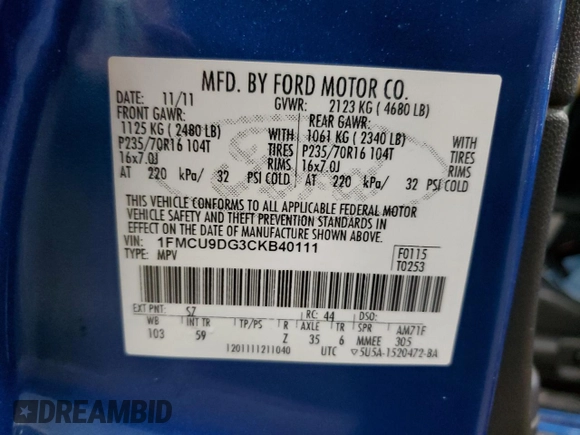 MFD. BY FORD MOTOR CO.
DATE: 11/11 GVWR: 2123 KG ( 4680 LB)
FRONT GAWR: REAR GAWR:
1125 KG ( 2480 LB) WITH 1061 KG ( 2340 LB) WITH
P235/70R16 104T TIRES P235/70R16 104T TIRES
16x7.0J RIMS 16x7.0J RIMS
AT 220 kPa/ 32 PSI COLD AT 220 kPa/ 32 PSI COLD
THIS VEHICLE CONFORMS TO ALL APPLICABLE FEDERAL MOTOR
VEHICLE SAFETY AND THEFT PREVENTION STANDARDS IN
EFFECT ON THE DATE OF MANUFACTURE SHOWN ABOVE.
VIN: 1FMCU9DG3CKB40111
TYPE: MPV
F0115
T0253
EXT PNT: SZ RC: 44 DSO:
WB INT TR TP/PS R AXLE TR SPR AM71F
103 59 Z 35 6 MMEE 305
1201111211040 UTC 5U5A-1520472-BA
DREAMBID
dreambid.com